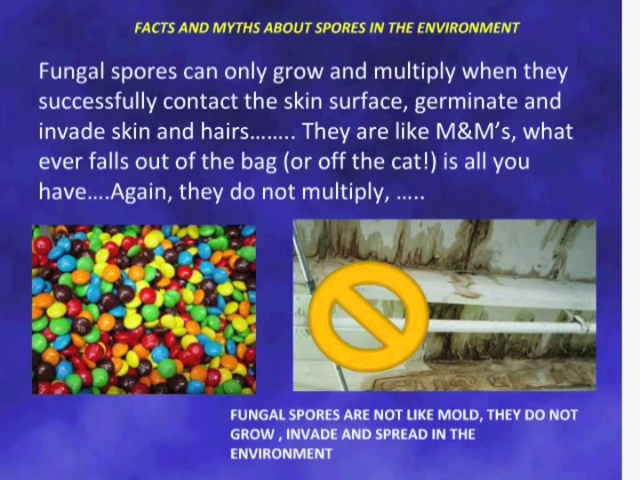 FACTS AND MYTHS ABOUT SPORES IN THE ENVIRONMENT
Fungal spores can only grow and multiply when they
successfully contact the skin surface, germinate and
invade skin and hairs…….. They are like M&M’s, what
ever falls out of the bag (or off the cat!) is all you
have….Again, they do not multiply, …..
FUNGAL SPORES ARE NOT LIKE MOLD, THEY DO NOT
GROW , INVADE AND SPREAD IN THE
ENVIRONMENT